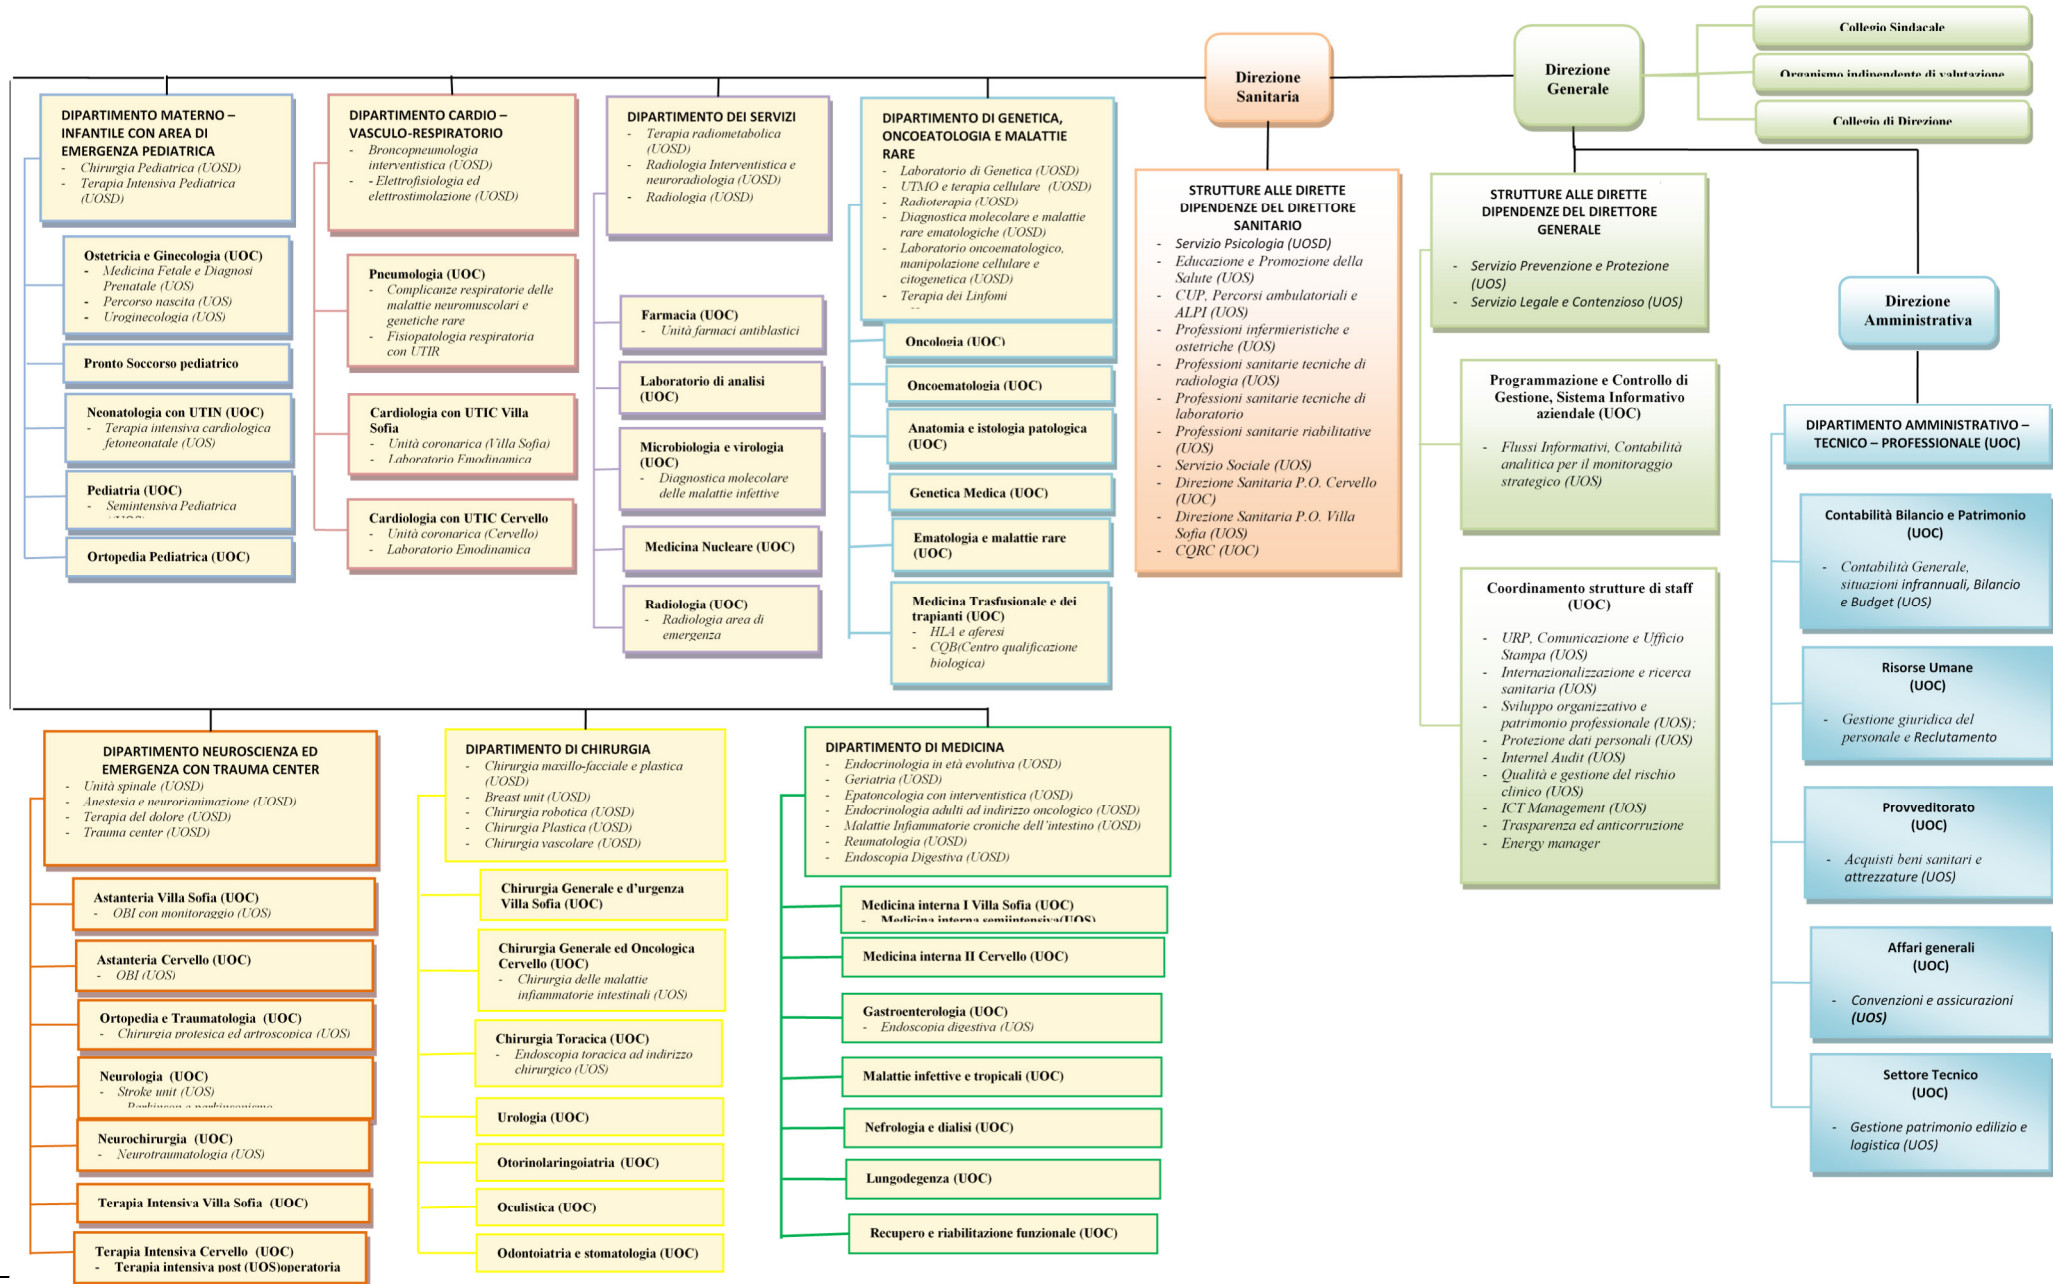 Collegio Sindacale
Organismo indipendente di valutazione
Collegio di Direzione
Direzione
Generale
Direzione
Sanitaria
DIPARTIMENTO MATERNO –
INFANTILE CON AREA DI
EMERGENZA PEDIATRICA
- Chirurgia Pediatrica (UOSD)
- Terapia Intensiva Pediatrica
(UOSD)
Ostetricia e Ginecologia (UOC)
- Medicina Fetale e Diagnosi
Prenatale (UOS)
- Percorso nascita (UOS)
- Uroginecologia (UOS)
Pronto Soccorso pediatrico
Neonatologia con UTIN (UOC)
- Terapia intensiva cardiologica
fetoneonatale (UOS)
Pediatria (UOC)
- Semintensiva Pediatrica
Ortopedia Pediatrica (UOC)
DIPARTIMENTO CARDIO –
VASCULO-RESPIRATORIO
- Broncopneumologia
interventistica (UOSD)
- - Elettrofisiologia ed
elettrostimolazione (UOSD)
Pneumologia (UOC)
- Complicanze respiratorie delle
malattie neuromuscolari e
genetiche rare
- Fisiopatologia respiratoria
con UTIR
Cardiologia con UTIC Villa
Sofia
- Unità coronarica (Villa Sofia)
- Laboratorio Emodinamica
Cardiologia con UTIC Cervello
- Unità coronarica (Cervello)
- Laboratorio Emodinamica
DIPARTIMENTO DEI SERVIZI
- Terapia radiometabolica
(UOSD)
- Radiologia Interventistica e
neuroradiologia (UOSD)
- Radiologia (UOSD)
Farmacia (UOC)
- Unità farmaci antiblastici
Laboratorio di analisi
(UOC)
Microbiologia e virologia
(UOC)
- Diagnostica molecolare
delle malattie infettive
Medicina Nucleare (UOC)
Radiologia (UOC)
- Radiologia area di
emergenza
DIPARTIMENTO DI GENETICA,
ONCOEATOLOGIA E MALATTIE
RARE
- Laboratorio di Genetica (UOSD)
- UTMO e terapia cellulare (UOSD)
- Radioterapia (UOSD)
- Diagnostica molecolare e malattie
rare ematologiche (UOSD)
- Laboratorio oncoematologico,
manipolazione cellulare e
citogenetica (UOSD)
- Terapia dei Linfomi
Oncologia (UOC)
Oncoematologia (UOC)
Anatomia e istologia patologica
(UOC)
Genetica Medica (UOC)
Ematologia e malattie rare
(UOC)
Medicina Trasfusionale e dei
trapianti (UOC)
- HLA e aferesi
- CQB(Centro qualificazione
biologica)
STRUTTURE ALLE DIRETTE
DIPENDENZE DEL DIRETTORE
SANITARIO
- Servizio Psicologia (UOSD)
- Educazione e Promozione della
Salute (UOS)
- CUP, Percorsi ambulatoriali e
ALPI (UOS)
- Professioni infermieristiche e
ostetriche (UOS)
- Professioni sanitarie tecniche di
radiologia (UOS)
- Professioni sanitarie tecniche di
laboratorio
- Professioni sanitarie riabilitative
(UOS)
- Servizio Sociale (UOS)
- Direzione Sanitaria P.O. Cervello
(UOC)
- Direzione Sanitaria P.O. Villa
Sofia (UOS)
- CQRC (UOC)
STRUTTURE ALLE DIRETTE
DIPENDENZE DEL DIRETTORE
GENERALE
- Servizio Prevenzione e Protezione
(UOS)
- Servizio Legale e Contenzioso (UOS)
Programmazione e Controllo di
Gestione, Sistema Informativo
aziendale (UOC)
- Flussi Informativi, Contabilità
analitica per il monitoraggio
strategico (UOS)
Coordinamento strutture di staff
(UOC)
- URP, Comunicazione e Ufficio
Stampa (UOS)
- Internazionalizzazione e ricerca
sanitaria (UOS)
- Sviluppo organizzativo e
patrimonio professionale (UOS);
- Protezione dati personali (UOS)
- Internel Audit (UOS)
- Qualità e gestione del rischio
clinico (UOS)
- ICT Management (UOS)
- Trasparenza ed anticorruzione
- Energy manager
Direzione
Amministrativa
DIPARTIMENTO AMMINISTRATIVO –
TECNICO – PROFESSIONALE (UOC)
Contabilità Bilancio e Patrimonio
(UOC)
- Contabilità Generale,
situazioni infrannuali, Bilancio
e Budget (UOS)
Risorse Umane
(UOC)
- Gestione giuridica del
personale e Reclutamento
Provveditorato
(UOC)
- Acquisti beni sanitari e
attrezzature (UOS)
Affari generali
(UOC)
- Convenzioni e assicurazioni
(UOS)
Settore Tecnico
(UOC)
- Gestione patrimonio edilizio e
logistica (UOS)
DIPARTIMENTO NEUROSCIENZA ED
EMERGENZA CON TRAUMA CENTER
- Unità spinale (UOSD)
- Anestesia e neurorianimazione (UOSD)
- Terapia del dolore (UOSD)
- Trauma center (UOSD)
Astanteria Villa Sofia (UOC)
- OBI con monitoraggio (UOS)
Astanteria Cervello (UOC)
- OBI (UOS)
Ortopedia e Traumatologia (UOC)
- Chirurgia protesica ed artroscopica (UOS)
Neurologia (UOC)
- Stroke unit (UOS)
Parkinson e parkinsonismo
Neurochirurgia (UOC)
- Neurotraumatologia (UOS)
Terapia Intensiva Villa Sofia (UOC)
Terapia Intensiva Cervello (UOC)
- Terapia intensiva post (UOS)operatoria
DIPARTIMENTO DI CHIRURGIA
- Chirurgia maxillo-facciale e plastica
(UOSD)
- Breast unit (UOSD)
- Chirurgia robotica (UOSD)
- Chirurgia Plastica (UOSD)
- Chirurgia vascolare (UOSD)
Chirurgia Generale e d'urgenza
Villa Sofia (UOC)
Chirurgia Generale ed Oncologica
Cervello (UOC)
- Chirurgia delle malattie
infiammatorie intestinali (UOS)
Chirurgia Toracica (UOC)
- Endoscopia toracica ad indirizzo
chirurgico (UOS)
Urologia (UOC)
Otorinolaringoiatria (UOC)
Oculistica (UOC)
Odontoiatria e stomatologia (UOC)
DIPARTIMENTO DI MEDICINA
- Endocrinologia in età evolutiva (UOSD)
- Geriatria (UOSD)
- Epatoncologia con interventistica (UOSD)
- Endocrinologia adulti ad indirizzo oncologico (UOSD)
- Malattie Infiammatorie croniche dell'intestino (UOSD)
- Reumatologia (UOSD)
- Endoscopia Digestiva (UOSD)
Medicina interna I Villa Sofia (UOC)
- Medicina interna semiintensiva(UOS)
Medicina interna II Cervello (UOC)
Gastroenterologia (UOC)
- Endoscopia digestiva (UOS)
Malattie infettive e tropicali (UOC)
Nefrologia e dialisi (UOC)
Lungodegenza (UOC)
Recupero e riabilitazione funzionale (UOC)